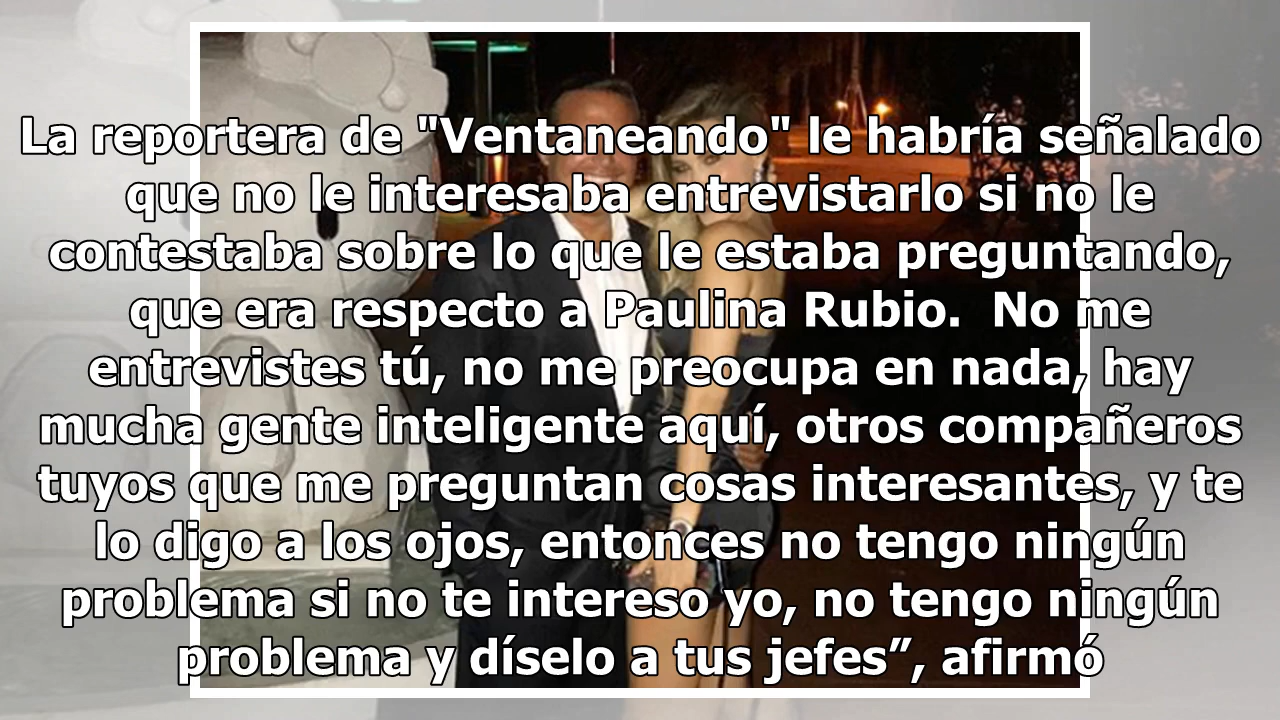 La reportera de "Ventaneando" le habría señalado
que no le interesaba entrevistarlo si no le
contestaba sobre lo que le estaba preguntando,
que era respecto a Paulina Rubio.  No me
entrevistes tú, no me preocupa en nada, hay
mucha gente inteligente aquí, otros compañeros
tuyos que me preguntan cosas interesantes, y te
lo digo a los ojos, entonces no tengo ningún
problema si no te intereso yo, no tengo ningún
problema y díselo a tus jefes”, afirmó